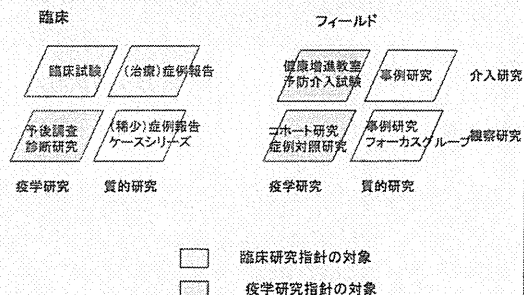 臨床
フィールド
臨床試験
(治療)症例報告
健康増進教室
予防介入試験
事例研究
介入研究
予後調査
診断研究
(稀少)症例報告
ケースシリーズ
コホート研究
症例対照研究
事例研究
フォーカスグループ
観察研究
疫学研究
質的研究
疫学研究
質的研究
臨床研究指針の対象
疫学研究指針の対象